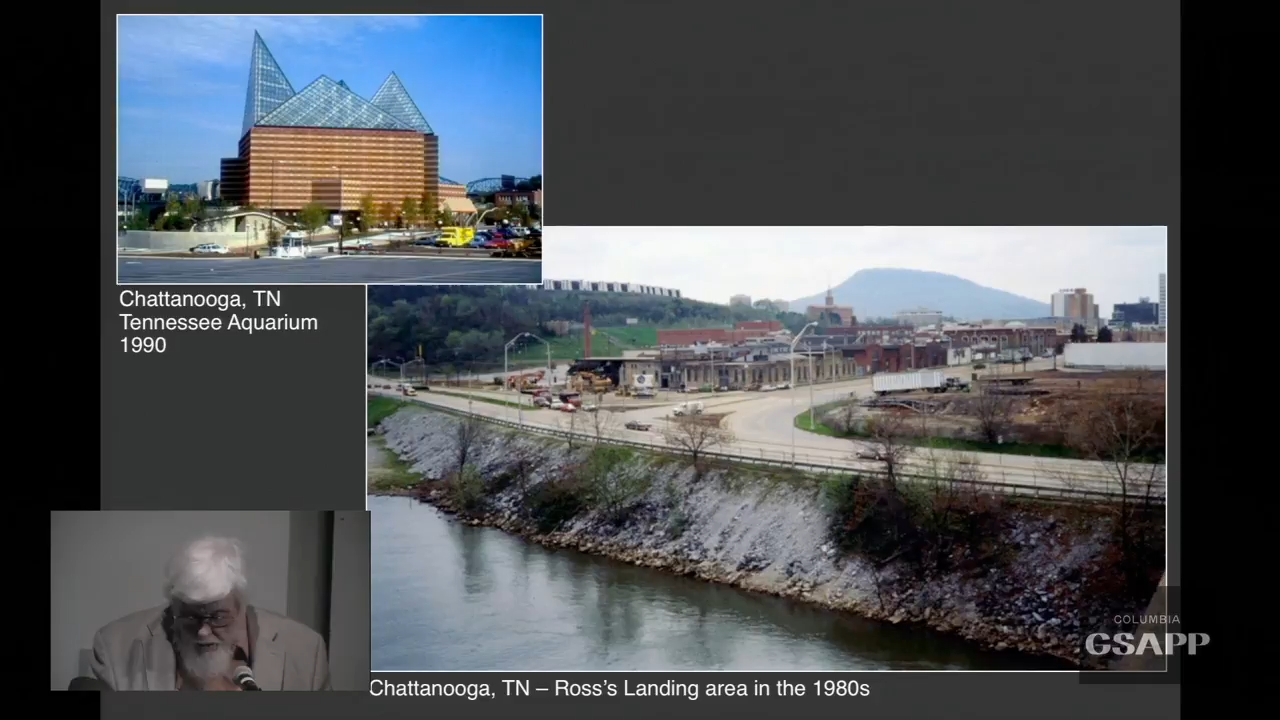 Chattanooga, TN
Tennessee Aquarium
1990
COLUMBIA
GSAPP
Chattanooga, TN – Ross’s Landing area in the 1980s